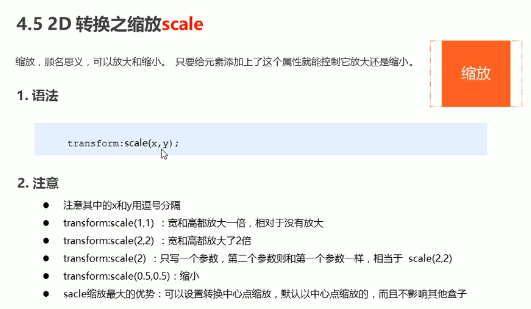 4.5 2D 转换之缩放scale
缩放，顾名思义，可以放大和缩小。 只要给元素添加上了这个属性就能控制它放大还是缩小。
缩放
1. 语法
transform:scale(x,y);
2. 注意
● 注意其中的x和y用逗号分隔
● transform:scale(1,1) ：宽和高都放大一倍，相对于没有放大
● transform:scale(2,2) ：宽和高都放大了2倍
● transform:scale(2) ：只写一个参数，第二个参数则和第一个参数一样，相当于 scale(2,2)
● transform:scale(0.5,0.5)：缩小
● sacle缩放最大的优势：可以设置转换中心点缩放，默认以中心点缩放的，而且不影响其他盒子